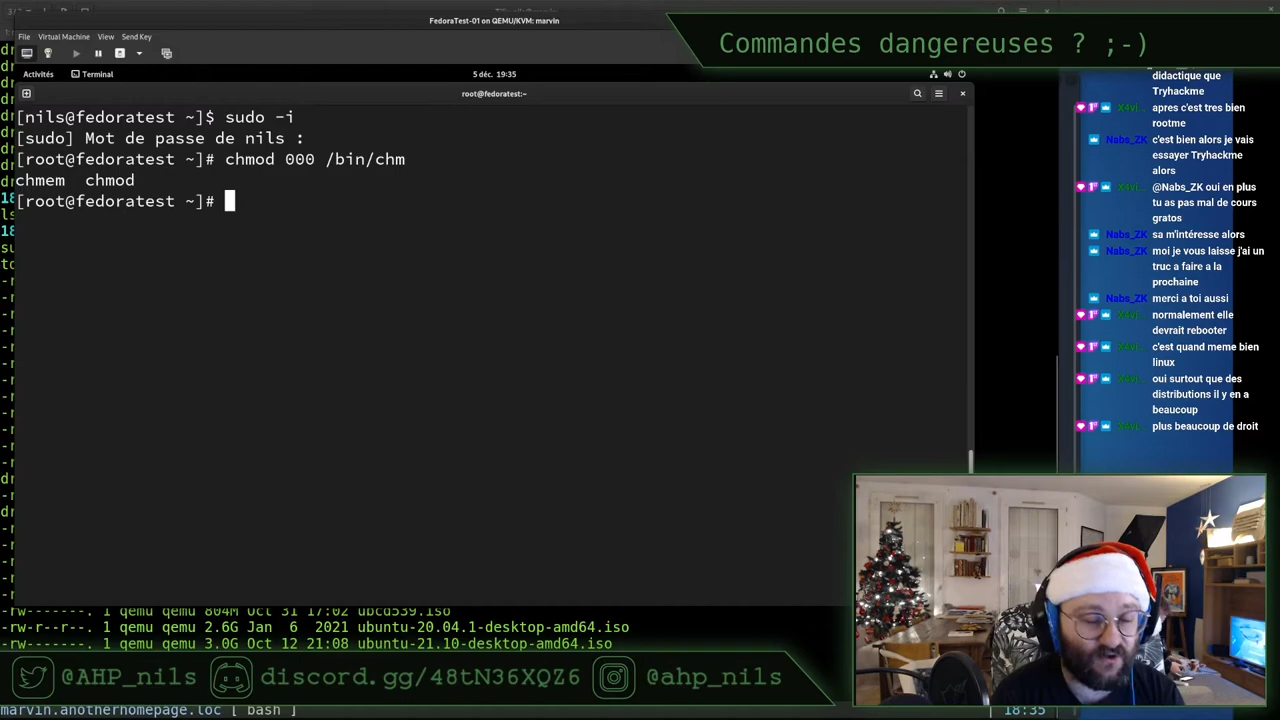 FedoraTest-01 on QEMU/KVM: marvin
File Virtual Machine View Send Key
Commandes dangereuses ? ;-)
Activités Terminal
5 déc. 19:35
root@fedoratest:~
[nils@fedoratest ~]$ sudo -i
[sudo] Mot de passe de nils :
[root@fedoratest ~]# chmod 000 /bin/chm
chmem chmod
[root@fedoratest ~]#
didactique que
Tryhackme
apres c'est tres bien
rootme
Nabs_ZK c'est bien alors je vais
essayer Tryhackme
alors
@Nabs_ZK oui en plus
tu as pas mal de cours
gratos
Nabs_ZK sa m'intéresse alors
Nabs_ZK moi je vous laisse j'ai un
truc a faire a la
prochaine
Nabs_ZK merci a toi aussi
normalement elle
devrait rebooter
c'est quand meme bien
linux
oui surtout que des
distributions il y en a
beaucoup
plus beaucoup de droit
-rw-------. 1 qemu qemu 804M Oct 31 17:02 ubcd539.iso
-rw-r--r--. 1 qemu qemu 2.6G Jan 6 2021 ubuntu-20.04.1-desktop-amd64.iso
-rw-------. 1 qemu qemu 3.0G Oct 12 21:08 ubuntu-21.10-desktop-amd64.iso
@AHP_nils discord.gg/48tN36XQZ6 @ahp_nils
marvin.anotherhomepage.loc [ bash ]
18:35